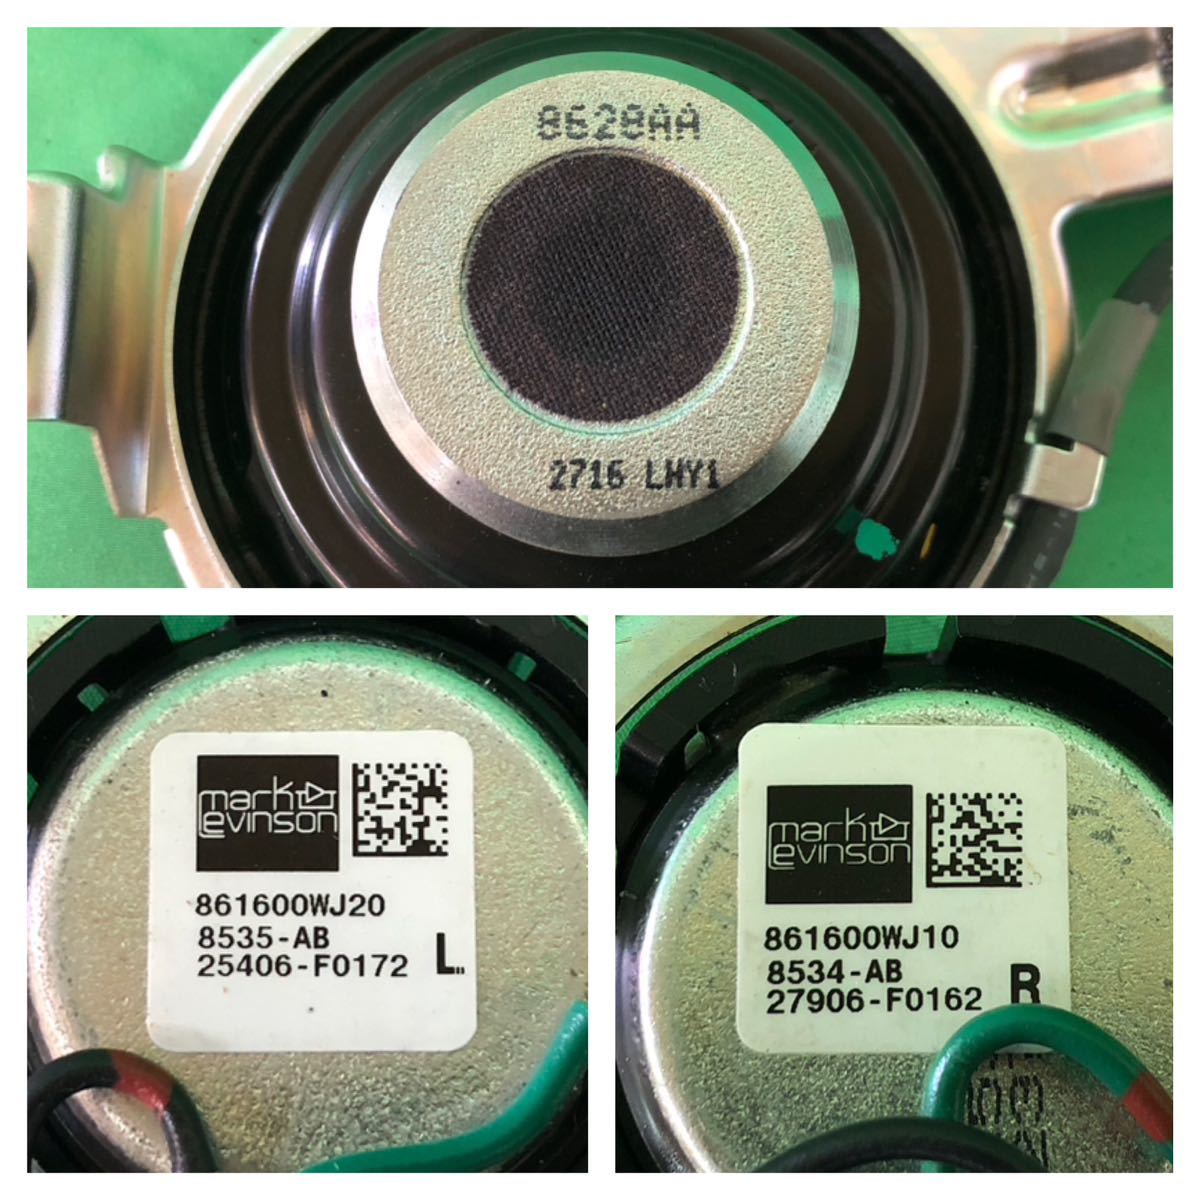 8628AA
2716 LHY1
mark
Levinson
861600WJ20
8535-AB
25406-F0172 L
mark
Levinson
861600WJ10
8534-AB
27906-F0162 R